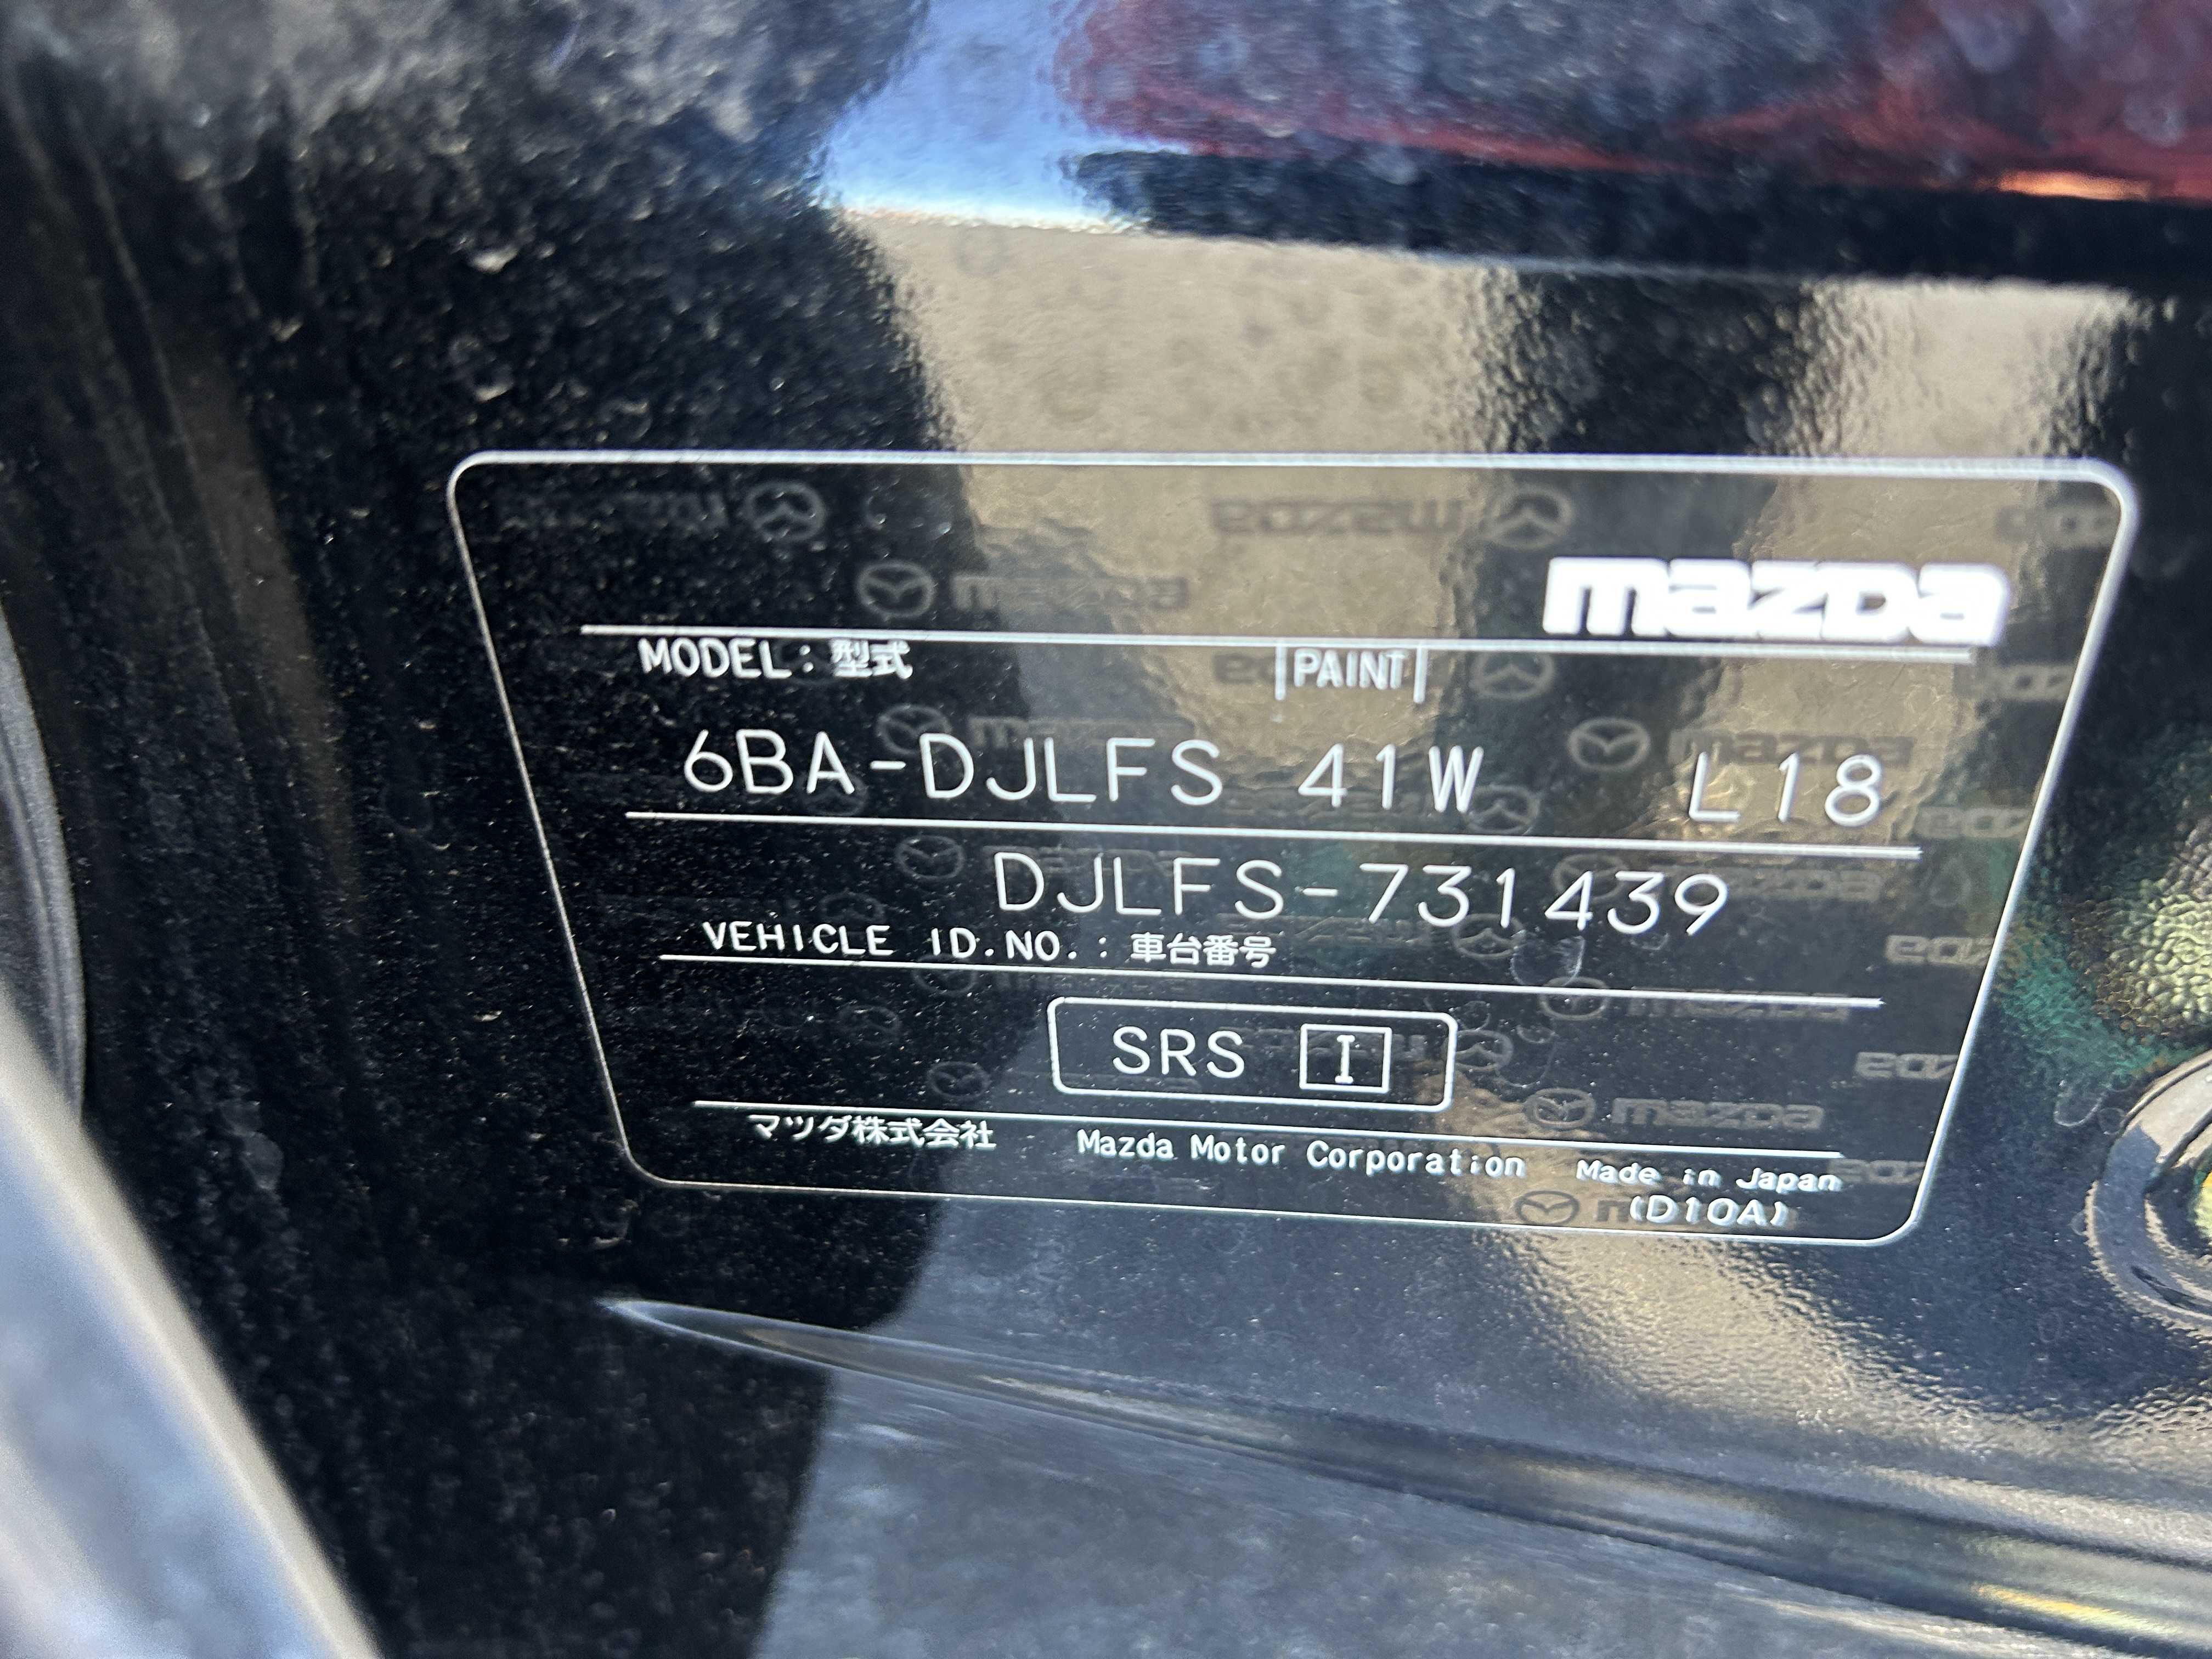 mazda
MODEL：型式 PAINT
6BA-DJLFS 41W L18
DJLFS-731439
VEHICLE ID.NO.：車台番号
SRS I
マツダ株式会社 Mazda Motor Corporation Made in Japan
(D10A)